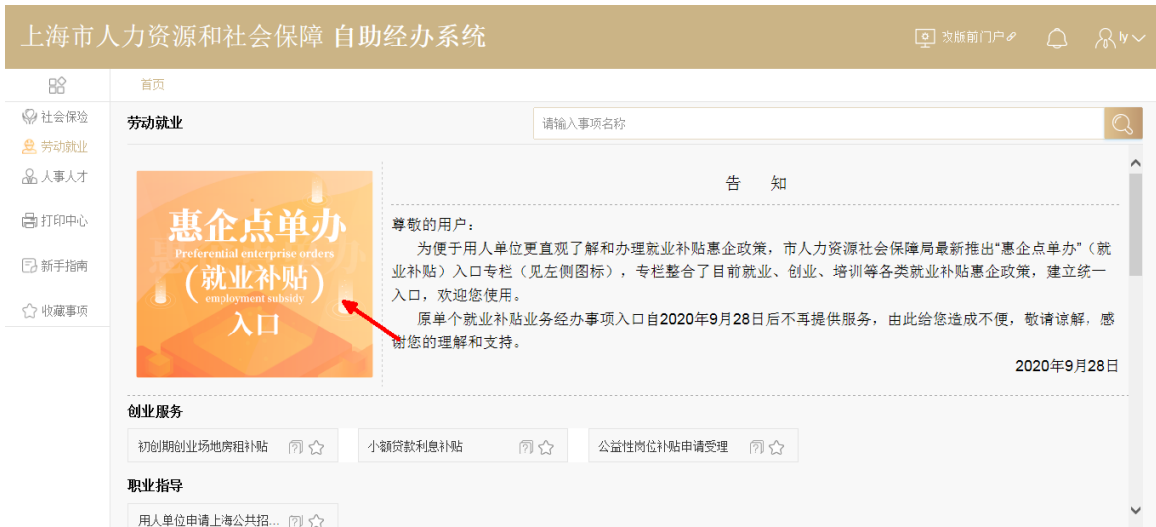 上海市人力资源和社会保障 自助经办系统
改版前门户
ly
首页
社会保险
劳动就业
人事人才
打印中心
新手指南
收藏事项
劳动就业
请输入事项名称
惠企点单办
Preferential enterprise orders
(就业补贴)
employment subsidy
入口
告 知
尊敬的用户：
为便于用人单位更直观了解和办理就业补贴惠企政策，市人力资源社会保障局最新推出“惠企点单办”（就
业补贴）入口专栏（见左侧图标），专栏整合了目前就业、创业、培训等各类就业补贴惠企政策，建立统一
入口，欢迎您使用。
原单个就业补贴业务经办事项入口自2020年9月28日后不再提供服务，由此给您造成不便，敬请谅解，感
谢您的理解和支持。
2020年9月28日
创业服务
初创期创业场地房租补贴
小额贷款利息补贴
公益性岗位补贴申请受理
职业指导
用人单位申请上海公共招...